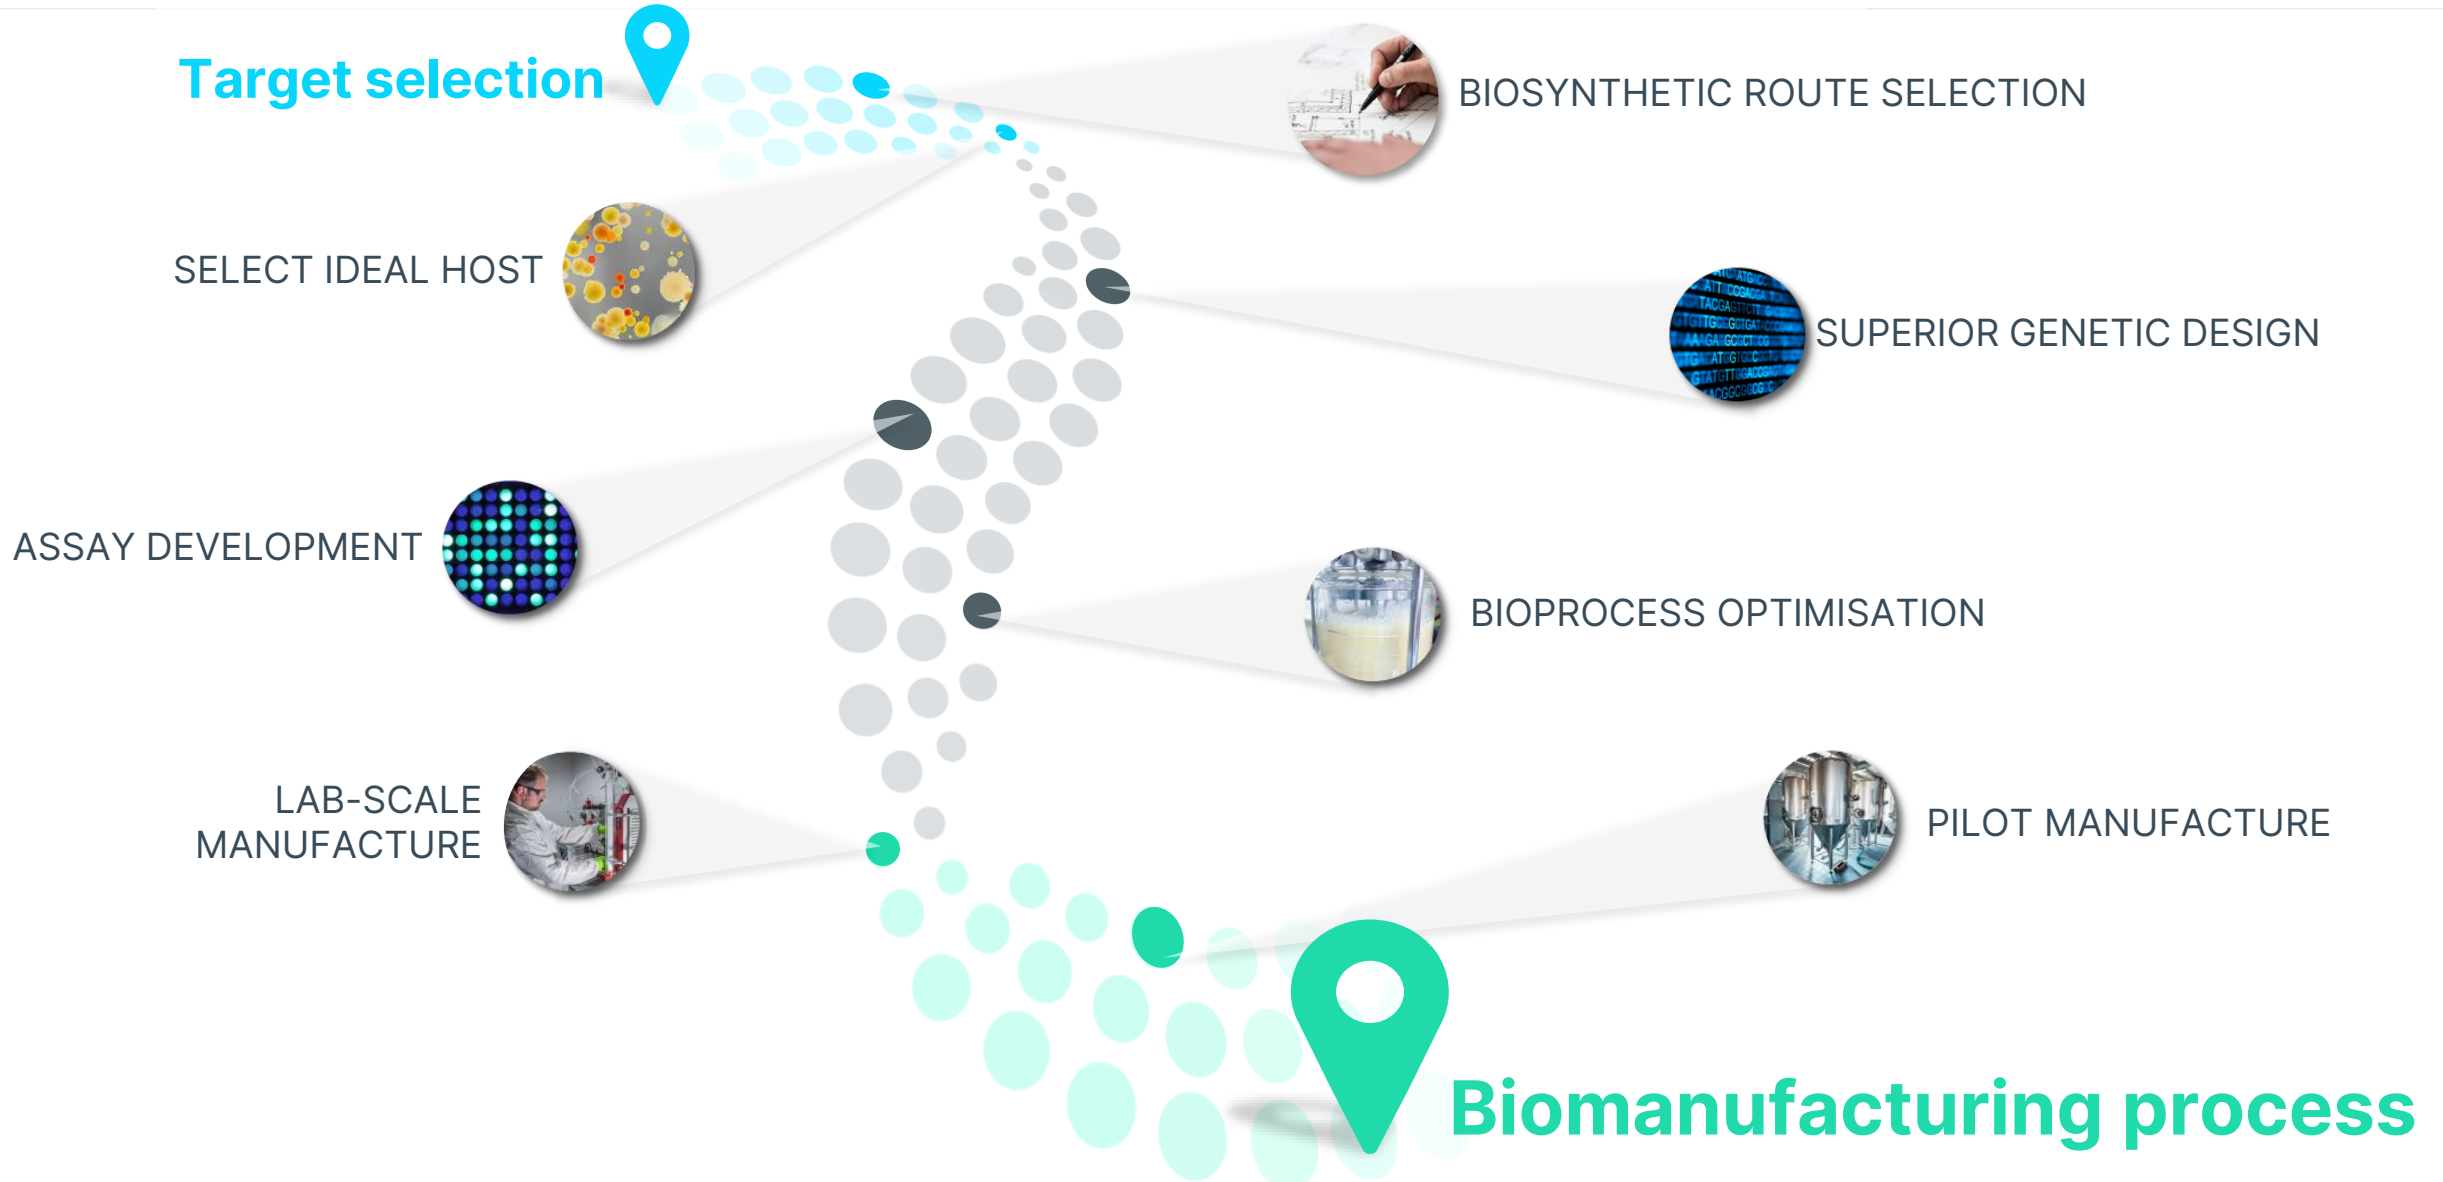 Target selection
BIOSYNTHETIC ROUTE SELECTION
SELECT IDEAL HOST
SUPERIOR GENETIC DESIGN
ASSAY DEVELOPMENT
BIOPROCESS OPTIMISATION
LAB-SCALE
MANUFACTURE
PILOT MANUFACTURE
Biomanufacturing process